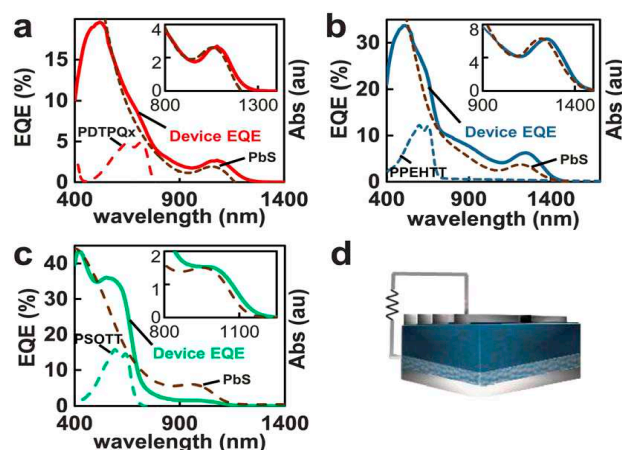 a
EQE (%)
15
10
5
0
400
900
1400
wavelength (nm)
Abs (au)
4
2
0
800
1300
PDTPQx
Device EQE
PbS
b
EQE (%)
30
20
10
0
400
900
1400
wavelength (nm)
Abs (au)
8
4
0
900
1400
PPEHTT
Device EQE
PbS
c
EQE (%)
40
30
20
10
0
400
900
1400
wavelength (nm)
Abs (au)
2
1
0
800
1100
PSOTT
Device EQE
PbS
d